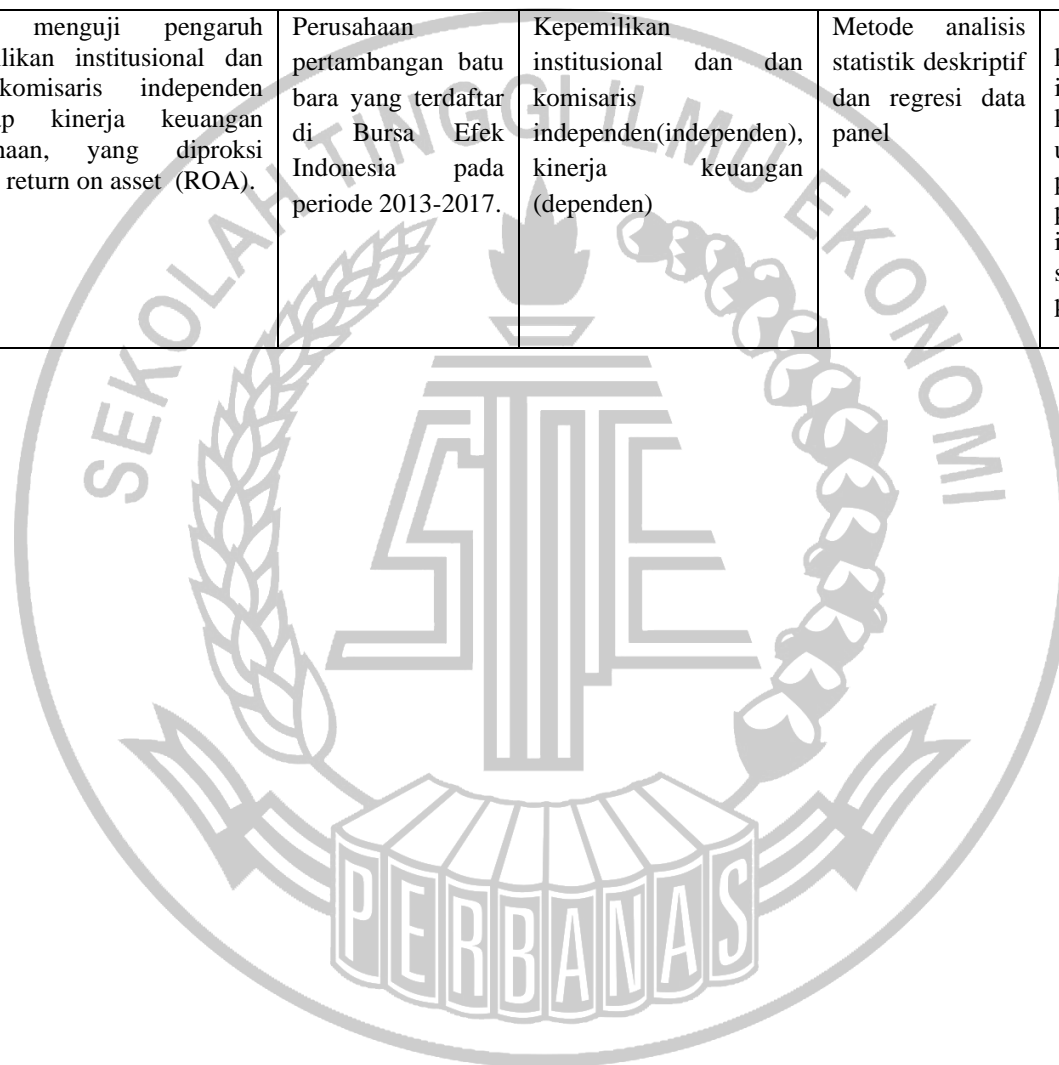 menguji pengaruh
likan institusional dan
komisaris independen
p kinerja keuangan
naan, yang diproksi
return on asset (ROA).
Perusahaan
pertambangan batu
bara yang terdaftar
di Bursa Efek
Indonesia pada
periode 2013-2017.
Kepemilikan
institusional dan dan
komisaris
independen(independen),
kinerja keuangan
(dependen)
Metode analisis
statistik deskriptif
dan regresi data
panel
SEKOLAH TINGGI ILMU EKONOMI
PERBANAS